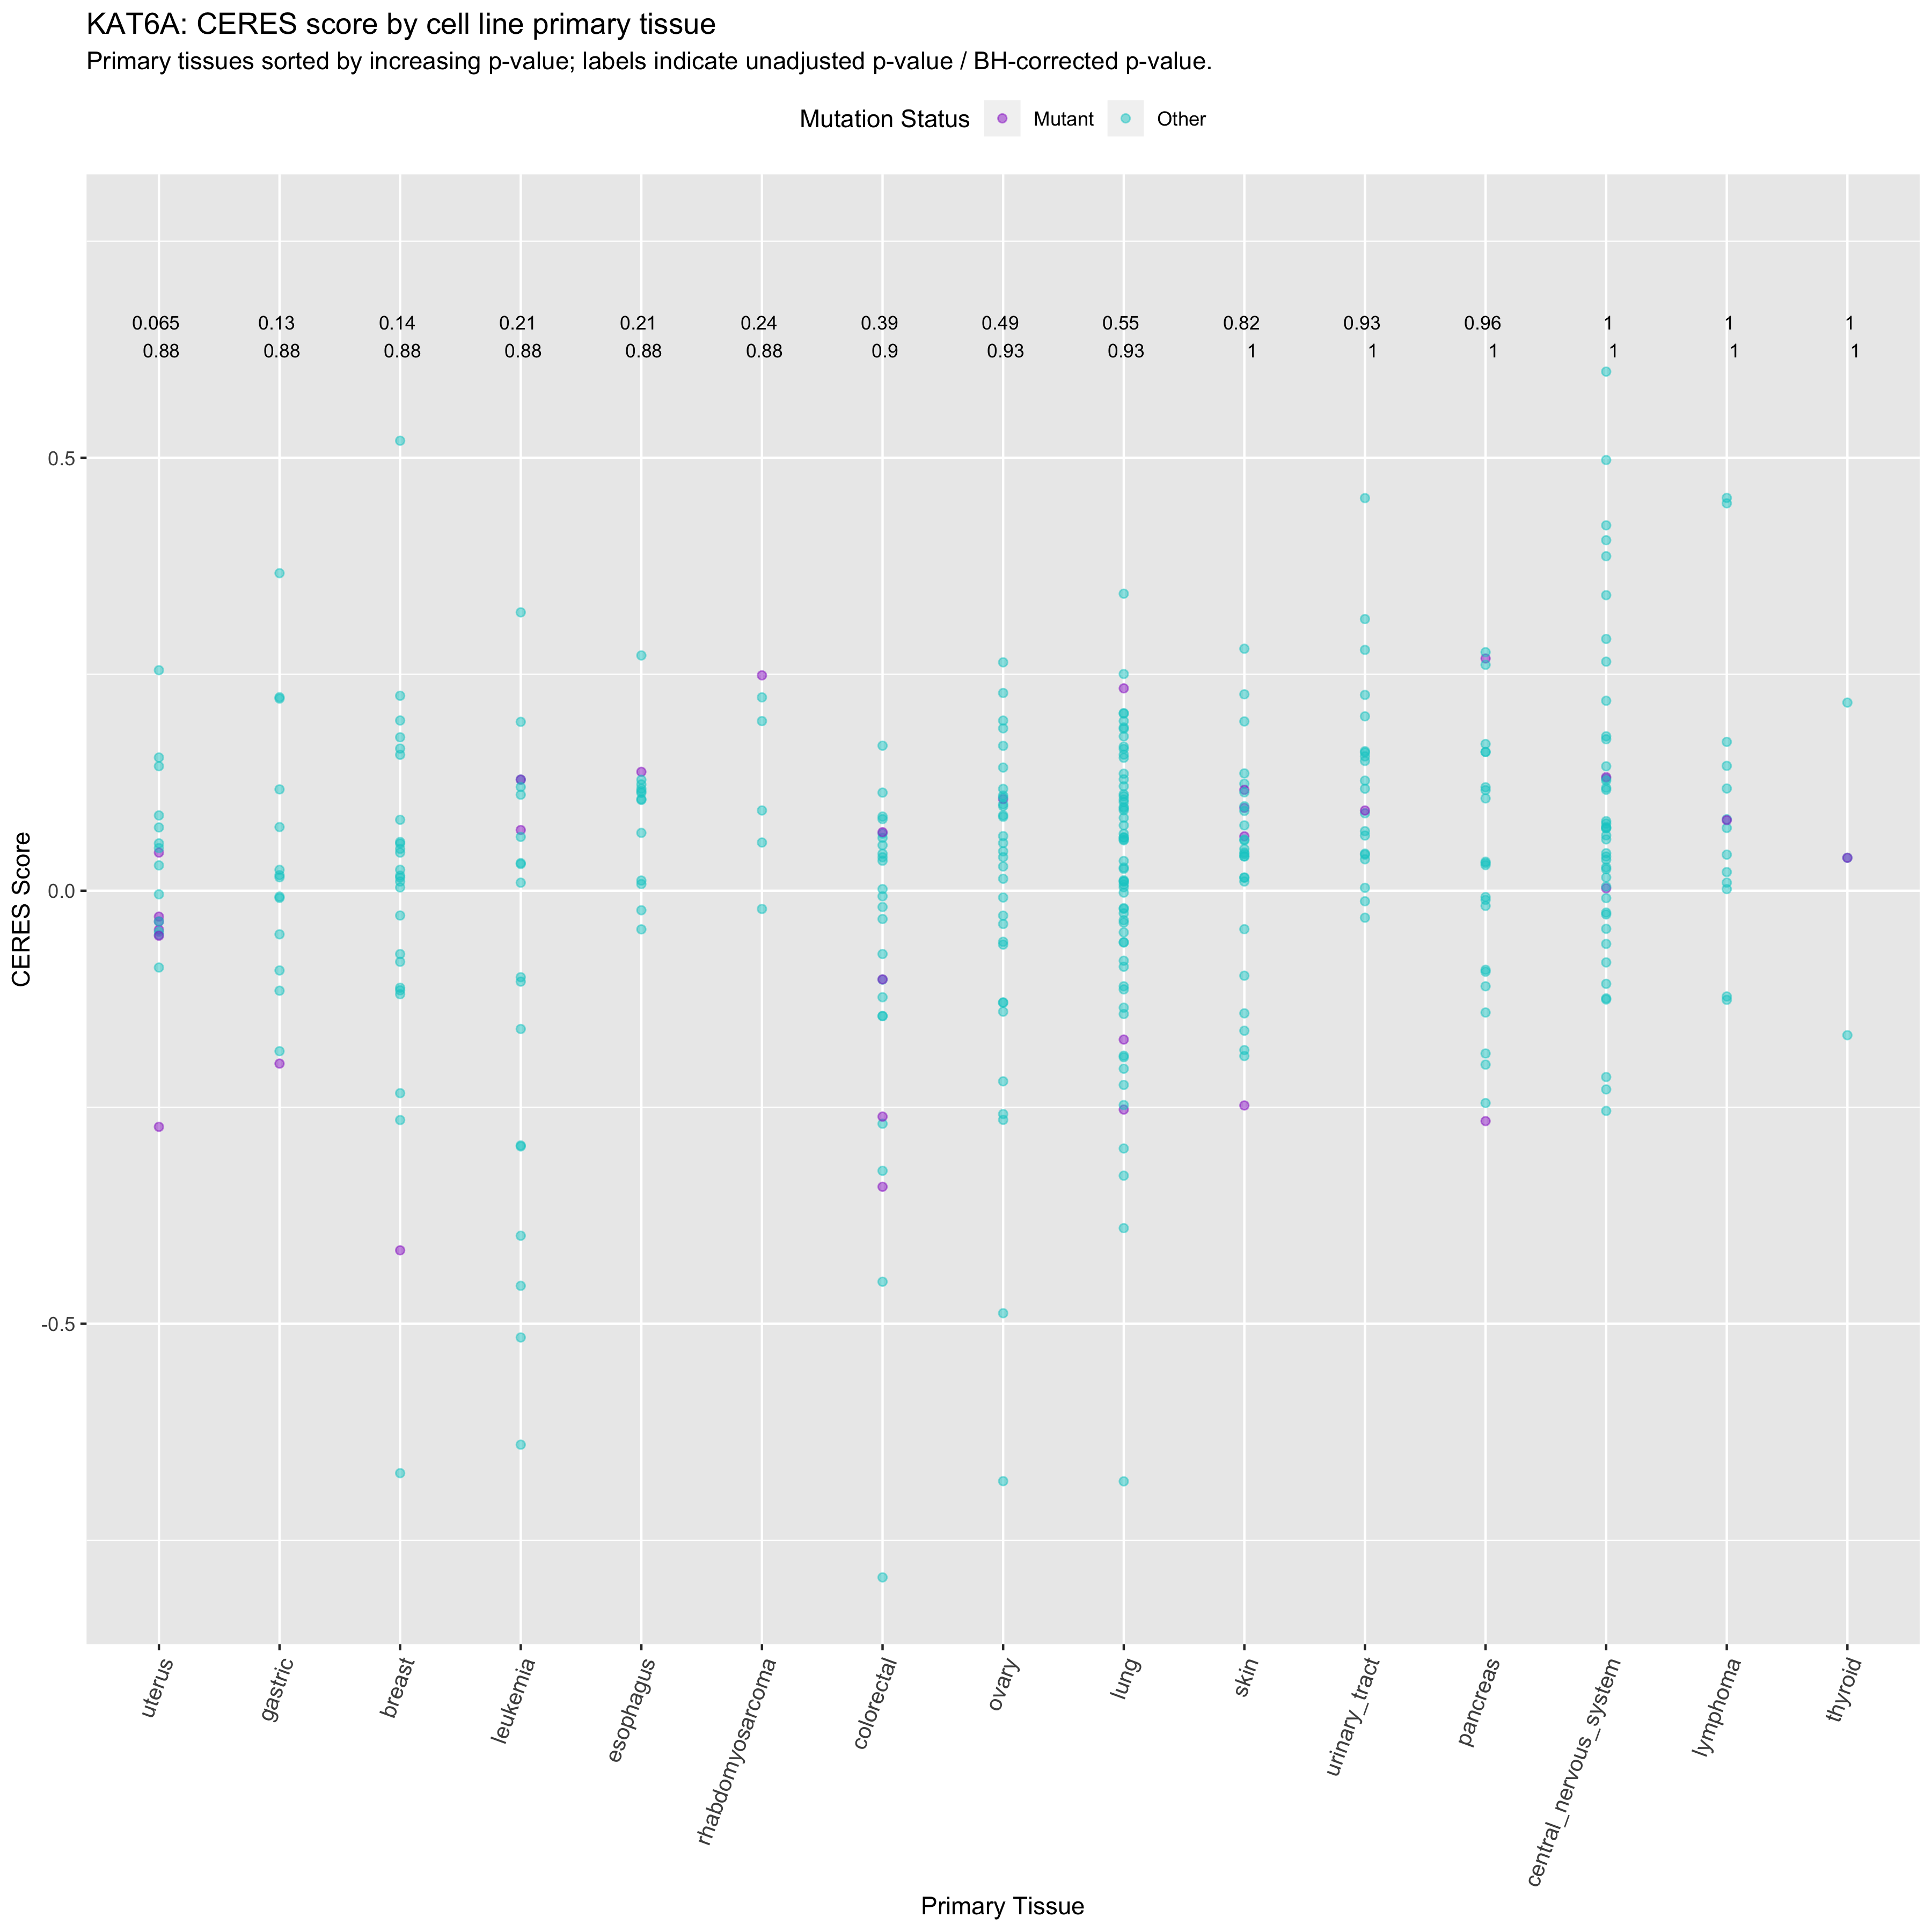 KAT6A: CERES score by cell line primary tissue
Primary tissues sorted by increasing p-value; labels indicate unadjusted p-value / BH-corrected p-value.
Mutation Status Mutant Other
0.065 0.13 0.14 0.21 0.21 0.24 0.39 0.49 0.55 0.82 0.93 0.96 1 1 1
0.88 0.88 0.88 0.88 0.88 0.88 0.9 0.93 0.93 1 1 1 1 1 1
0.5
0.0
-0.5
CERES Score
uterus
gastric
breast
leukemia
esophagus
rhabdomyosarcoma
colorectal
ovary
lung
skin
urinary_tract
pancreas
central_nervous_system
lymphoma
thyroid
Primary Tissue